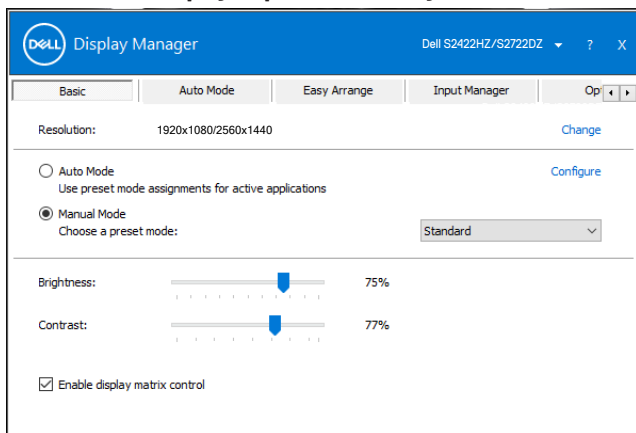 DELL Display Manager Dell S2422HZ/S2722DZ ? X
Basic Auto Mode Easy Arrange Input Manager Op
Resolution: 1920x1080/2560x1440 Change
Auto Mode Configure
Use preset mode assignments for active applications
Manual Mode
Choose a preset mode: Standard
Brightness: 75%
Contrast: 77%
Enable display matrix control